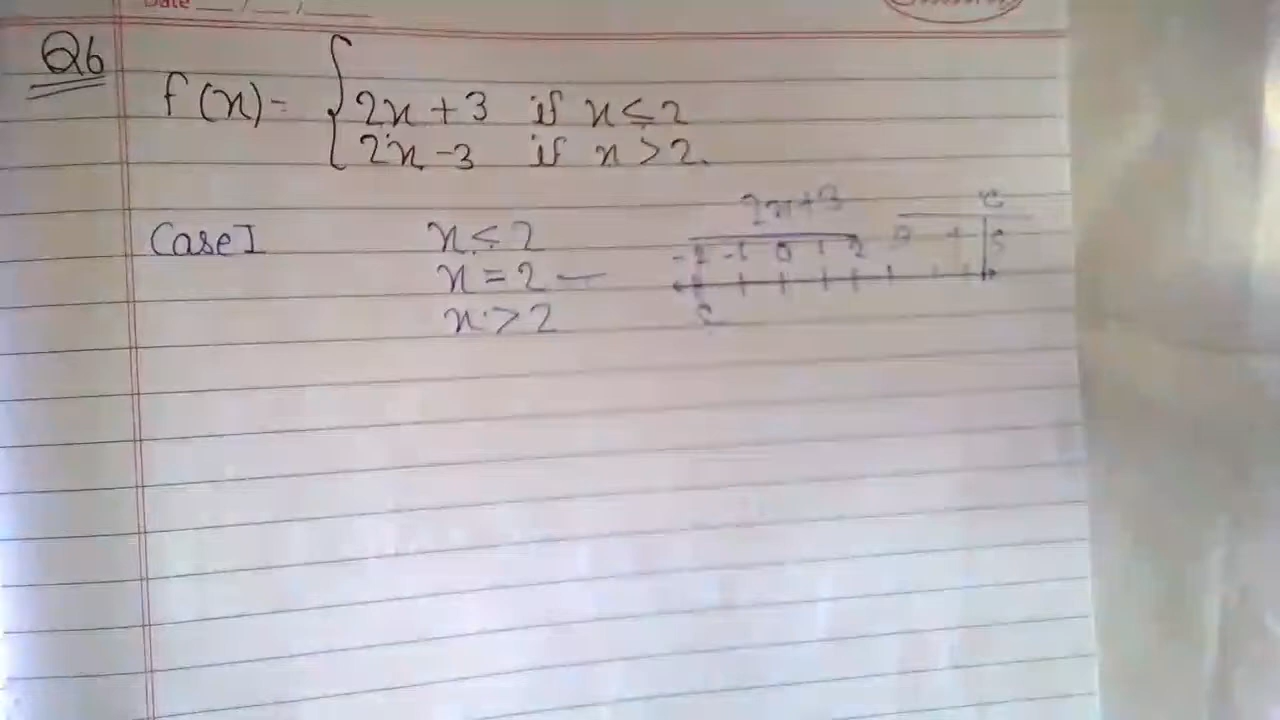 Date
Q6
f(x) = { 2x + 3 if x ≤ 2
2x - 3 if x > 2.
Case I x ≤ 2
x = 2 —
x > 2
2x+3
-2 -1 0 1 2
c